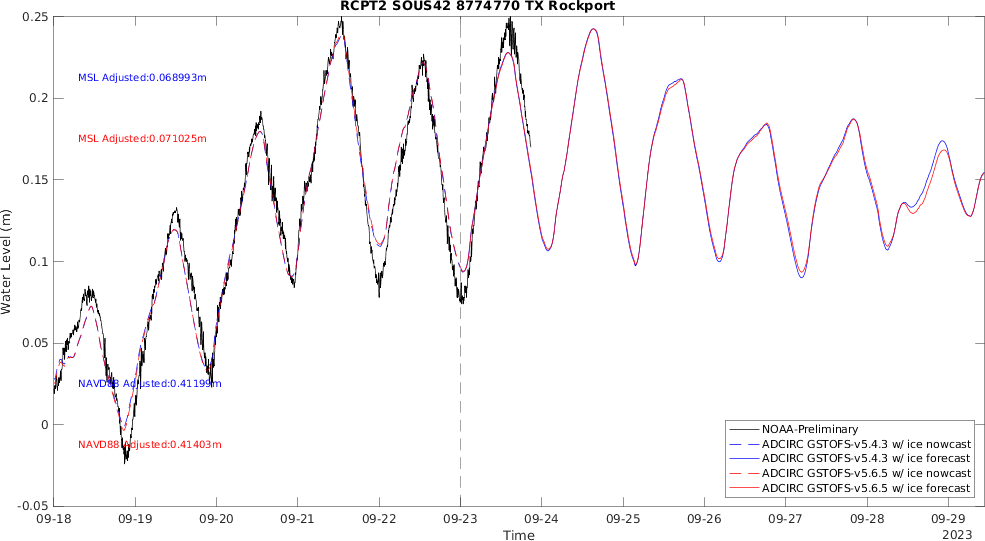 RCPT2 SOUS42 8774770 TX Rockport
0.25
0.2
0.15
0.1
0.05
0
-0.05
Water Level (m)
MSL Adjusted:0.068993m
MSL Adjusted:0.071025m
NAVD88 Adjusted:0.41199m
NAVD88 Adjusted:0.41403m
NOAA-Preliminary
ADCIRC GSTOFS-v5.4.3 w/ ice nowcast
ADCIRC GSTOFS-v5.4.3 w/ ice forecast
ADCIRC GSTOFS-v5.6.5 w/ ice nowcast
ADCIRC GSTOFS-v5.6.5 w/ ice forecast
09-18 09-19 09-20 09-21 09-22 09-23 09-24 09-25 09-26 09-27 09-28 09-29
Time
2023